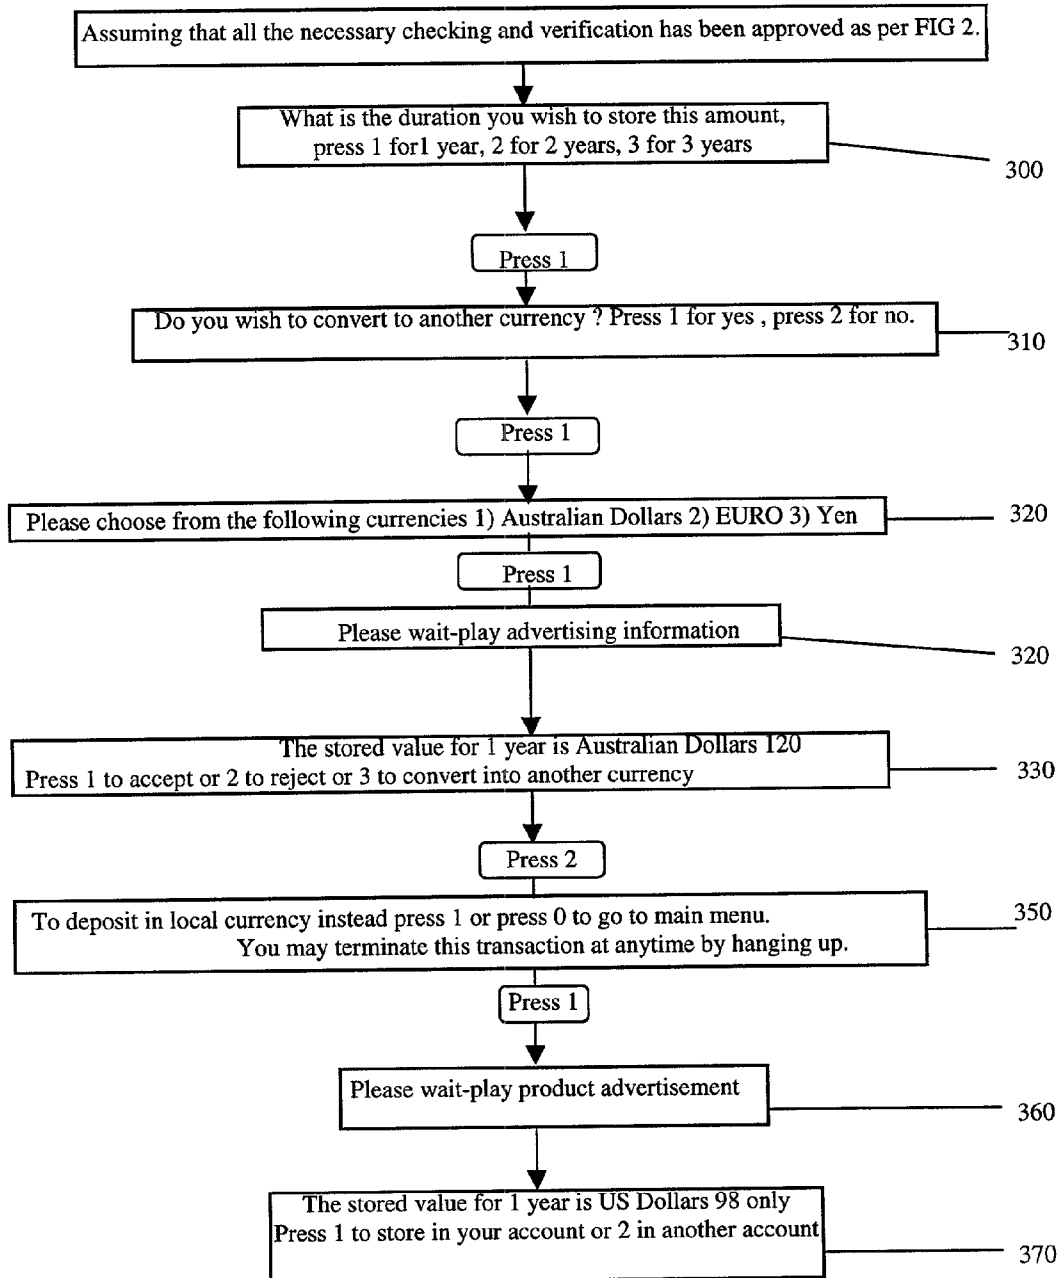 Assuming that all the necessary checking and verification has been approved as per FIG 2.
What is the duration you wish to store this amount,
press 1 for1 year, 2 for 2 years, 3 for 3 years
300
Press 1
Do you wish to convert to another currency ? Press 1 for yes , press 2 for no.
310
Press 1
Please choose from the following currencies 1) Australian Dollars 2) EURO 3) Yen
320
Press 1
Please wait-play advertising information
320
The stored value for 1 year is Australian Dollars 120
Press 1 to accept or 2 to reject or 3 to convert into another currency
330
Press 2
To deposit in local currency instead press 1 or press 0 to go to main menu.
You may terminate this transaction at anytime by hanging up.
350
Press 1
Please wait-play product advertisement
360
The stored value for 1 year is US Dollars 98 only
Press 1 to store in your account or 2 in another account
370